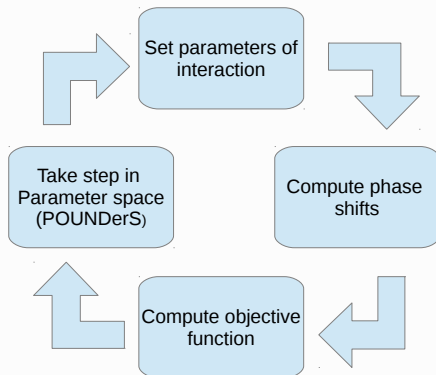 Set parameters of
interaction
Compute phase
shifts
Compute objective
function
Take step in
Parameter space
(POUNDerS)